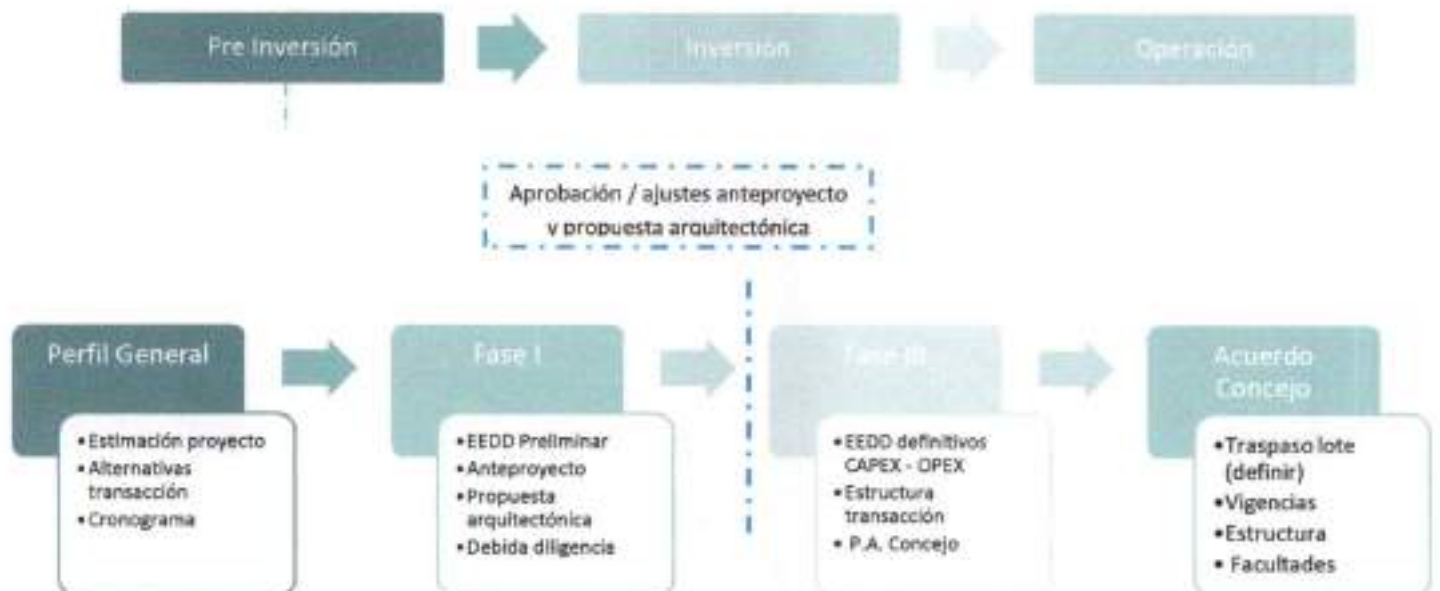 Pre Inversión
Inversión
Operación
Aprobación / ajustes anteproyecto
y propuesta arquitectónica
Perfil General
• Estimación proyecto
• Alternativas
transacción
• Cronograma
Fase I
• EEDD Preliminar
• Anteproyecto
• Propuesta
arquitectónica
• Debida diligencia
Fase III
• EEDD definitivos
CAPEX - OPEX
• Estructura
transacción
• P.A. Concejo
Acuerdo
Concejo
• Traspaso lote
(definir)
• Vigencias
• Estructura
• Facultades